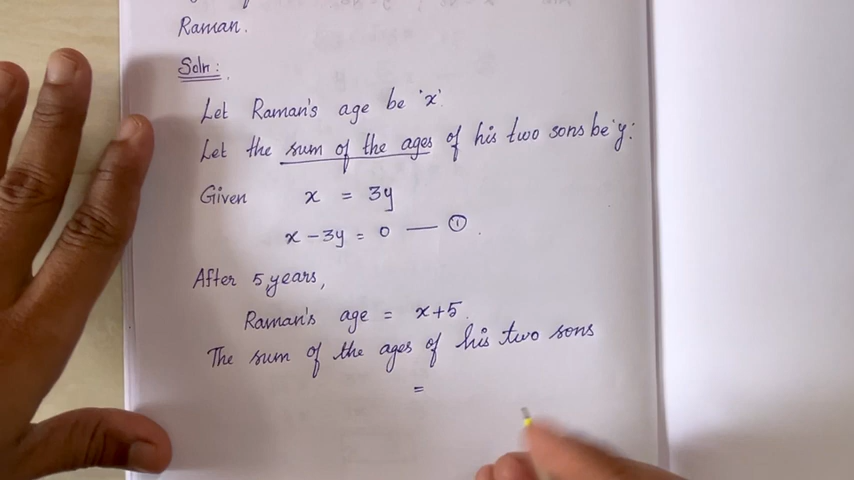 Raman.
Soln:
Let Raman's age be 'x'.
Let the sum of the ages of his two sons be 'y'.
Given x = 3y
x - 3y = 0 — ①.
After 5 years,
Raman's age = x+5.
The sum of the ages of his two sons
=